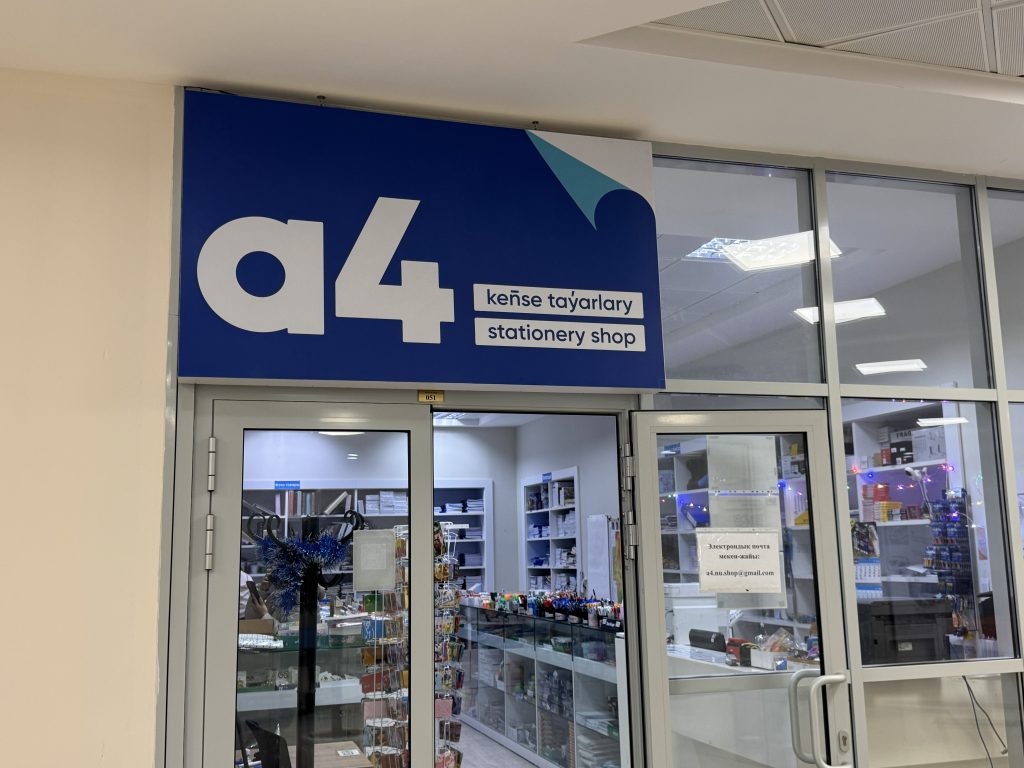 a4
keñse taýarlary
stationery shop
051
Электрондық почта
мекен-жайы:
a4.nu.shop@gmail.com